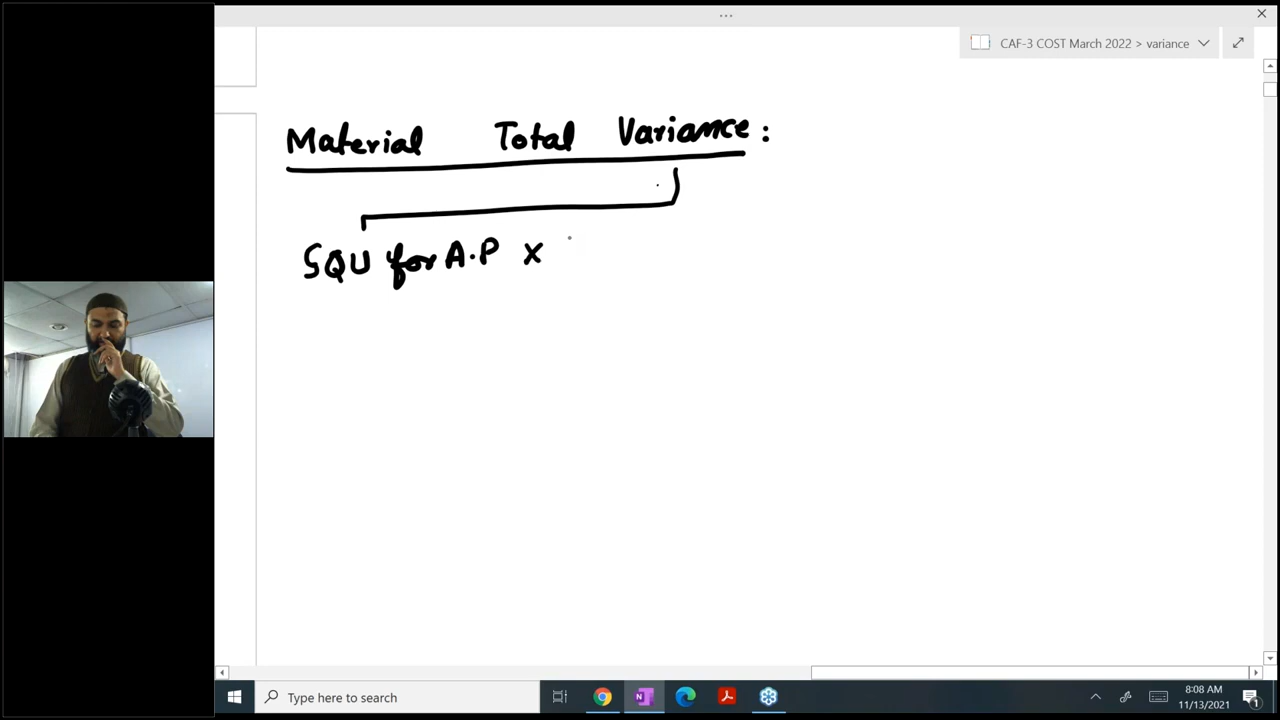 ...
CAF-3 COST March 2022 > variance
Material Total Variance :
SQU for A.P x
Type here to search
8:08 AM
11/13/2021
1